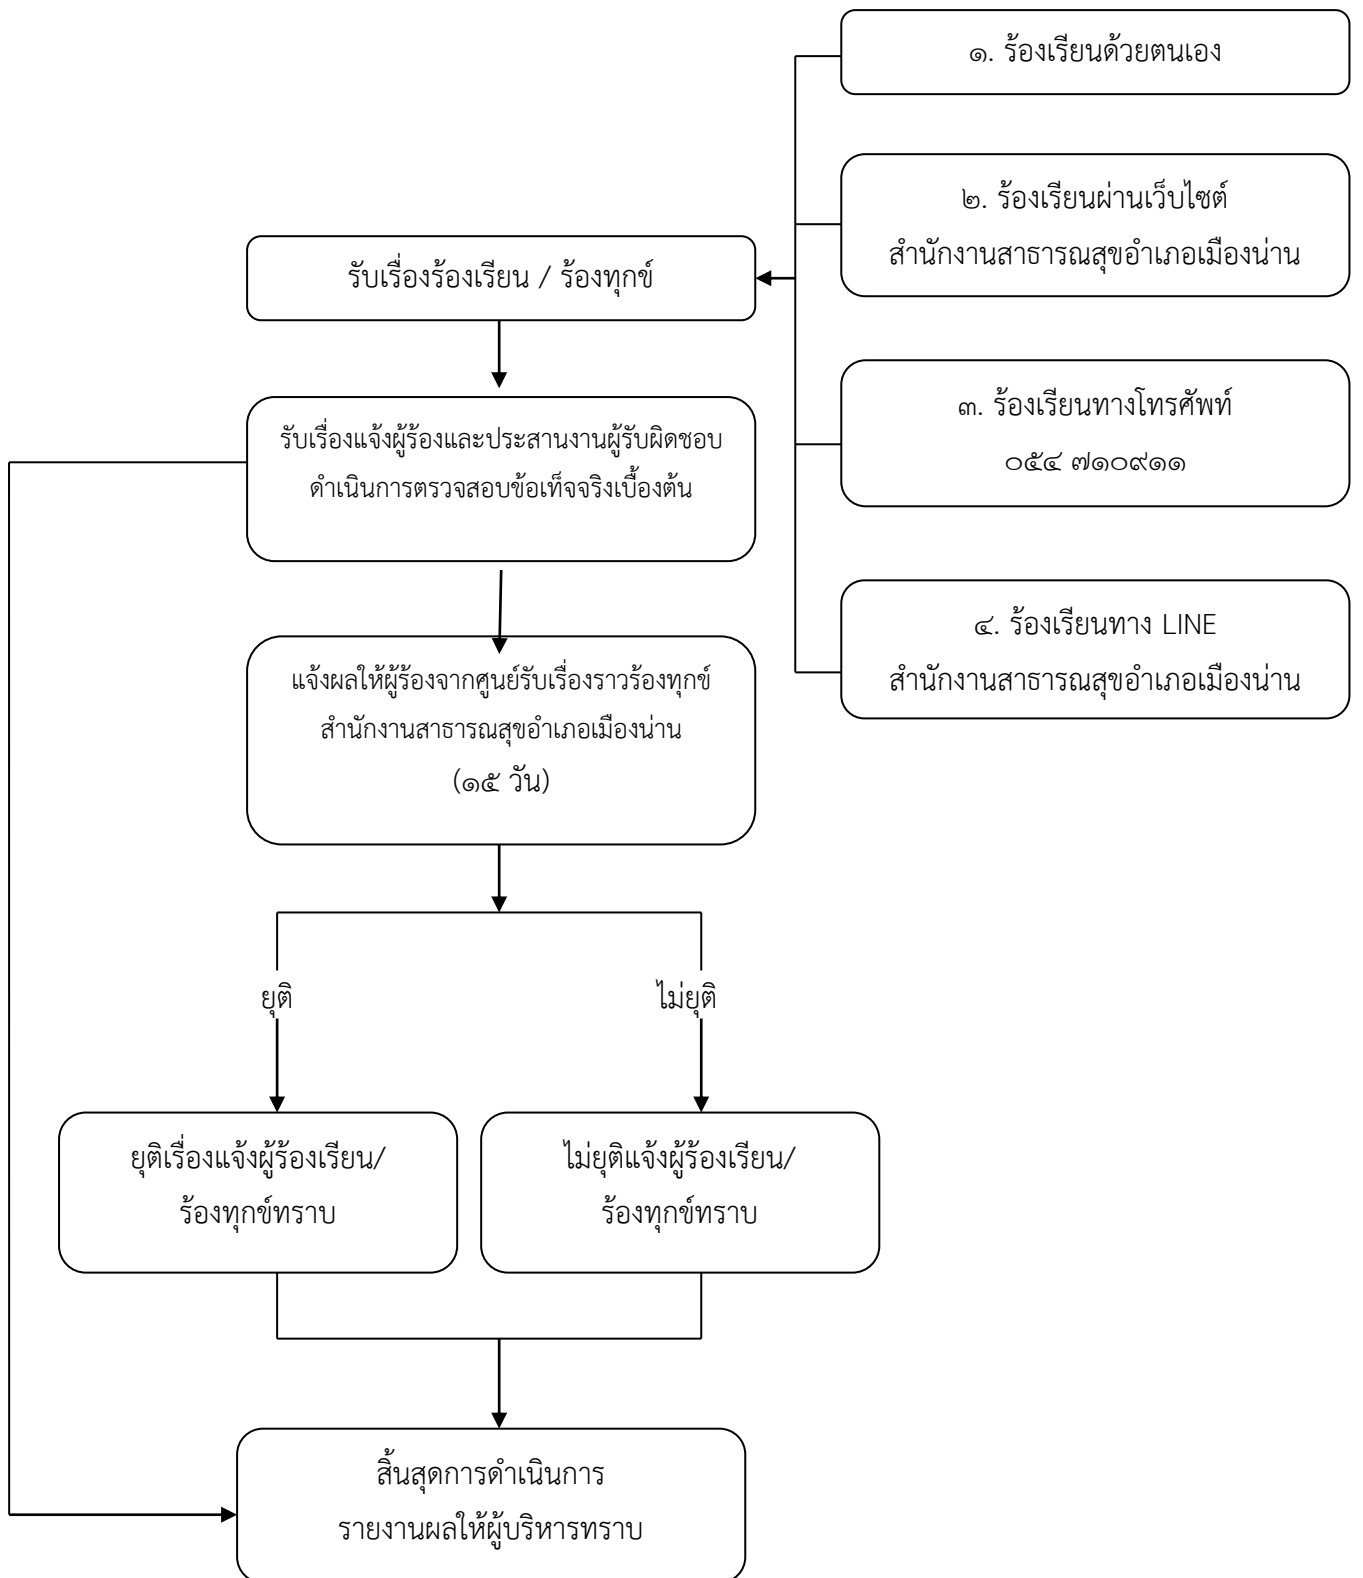 ๑. ร้องเรียนด้วยตนเอง
๒. ร้องเรียนผ่านเว็บไซต์
สำนักงานสาธารณสุขอำเภอเมืองน่าน
รับเรื่องร้องเรียน / ร้องทุกข์
๓. ร้องเรียนทางโทรศัพท์
๐๕๔ ๗๑๐๙๑๑
รับเรื่องแจ้งผู้ร้องและประสานงานผู้รับผิดชอบ
ดำเนินการตรวจสอบข้อเท็จจริงเบื้องต้น
๔. ร้องเรียนทาง LINE
สำนักงานสาธารณสุขอำเภอเมืองน่าน
แจ้งผลให้ผู้ร้องจากศูนย์รับเรื่องราวร้องทุกข์
สำนักงานสาธารณสุขอำเภอเมืองน่าน
(๑๕ วัน)
ยุติ
ไม่ยุติ
ยุติเรื่องแจ้งผู้ร้องเรียน/
ร้องทุกข์ทราบ
ไม่ยุติแจ้งผู้ร้องเรียน/
ร้องทุกข์ทราบ
สิ้นสุดการดำเนินการ
รายงานผลให้ผู้บริหารทราบ